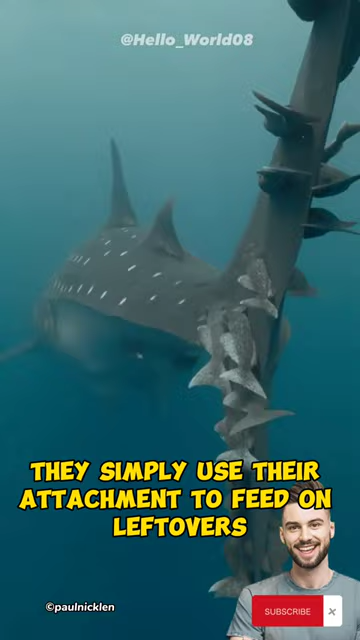 @Hello_World08
THEY SIMPLY USE THEIR
ATTACHMENT TO FEED ON
LEFTOVERS
©paulnicklen
SUBSCRIBE